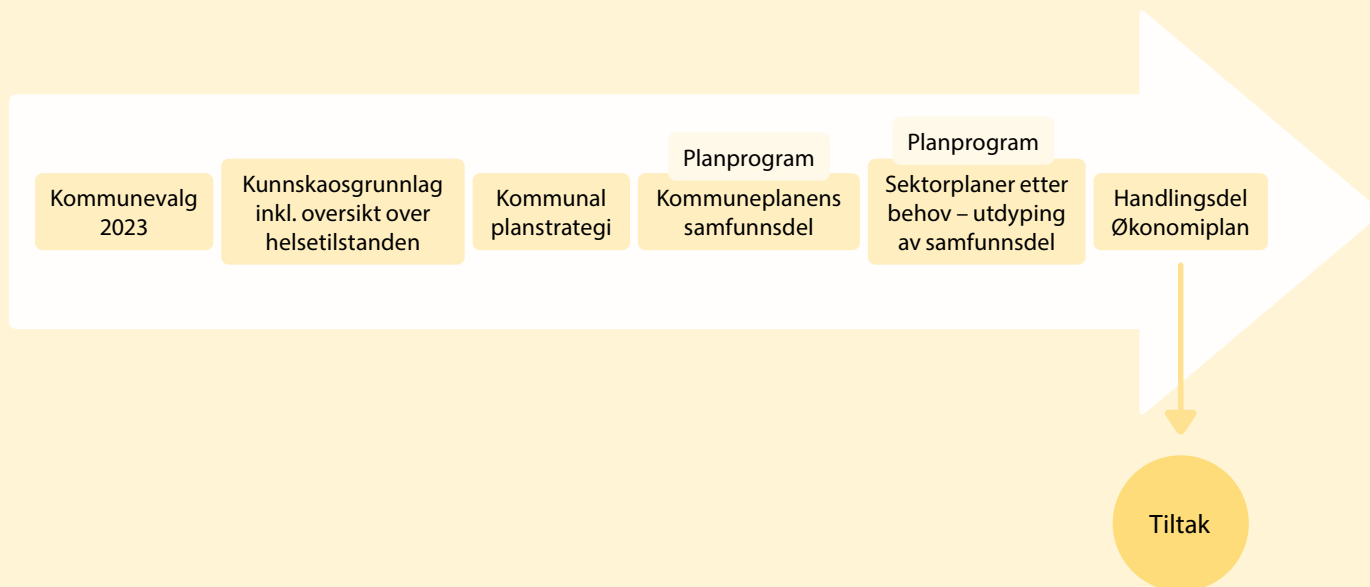 Kommunevalg
2023
Kunnskaosgrunnlag
inkl. oversikt over
helsetilstanden
Kommunal
planstrategi
Planprogram
Kommuneplanens
samfunnsdel
Planprogram
Sektorplaner etter
behov – utdyping
av samfunnsdel
Handlingsdel
Økonomiplan
Tiltak